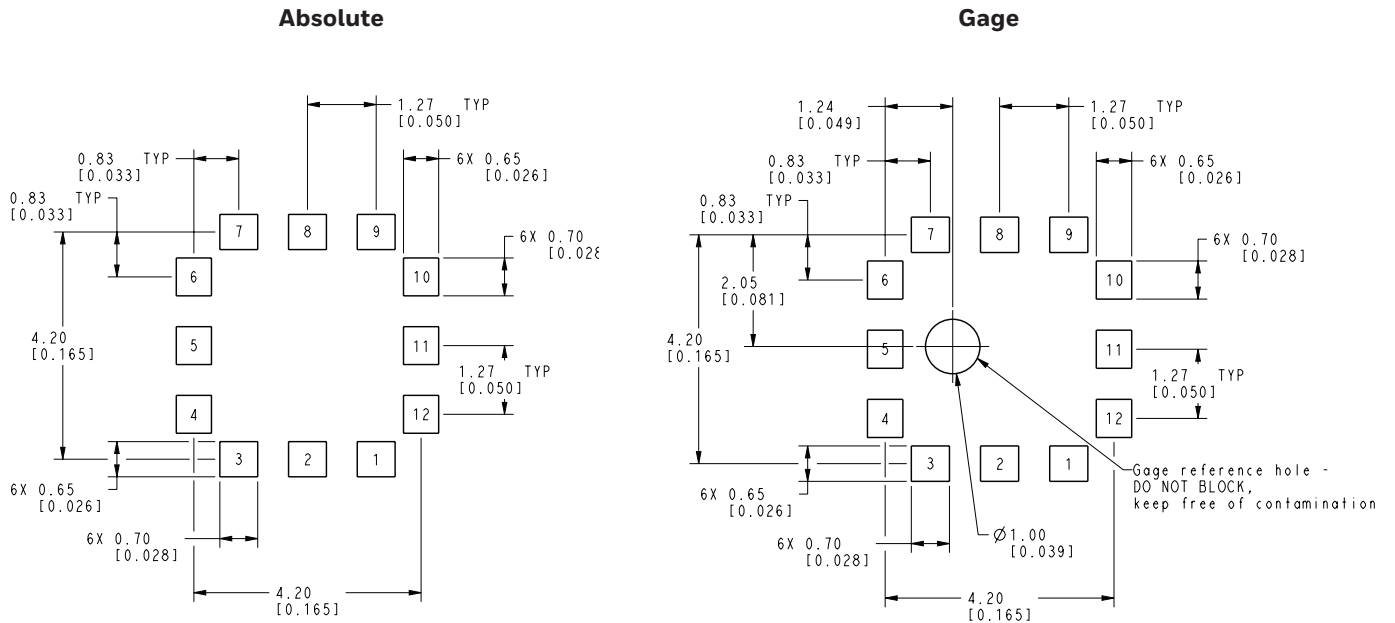 Absolute
1.27 TYP
[0.050]
0.83 TYP
[0.033]
6X 0.65
[0.026]
0.83 TYP
[0.033]
7
8
9
6X 0.70
[0.028
6
10
4.20
[0.165]
5
11
1.27 TYP
[0.050]
4
12
3
2
1
6X 0.65
[0.026]
6X 0.70
[0.028]
4.20
[0.165]
Gage
1.24
[0.049]
1.27 TYP
[0.050]
0.83 TYP
[0.033]
6X 0.65
[0.026]
0.83 TYP
[0.033]
7
8
9
6X 0.70
[0.028]
6
10
2.05
[0.081]
4.20
[0.165]
5
11
1.27 TYP
[0.050]
4
12
3
2
1
Gage reference hole -
DO NOT BLOCK,
keep free of contamination
6X 0.65
[0.026]
Ø1.00
[0.039]
6X 0.70
[0.028]
4.20
[0.165]